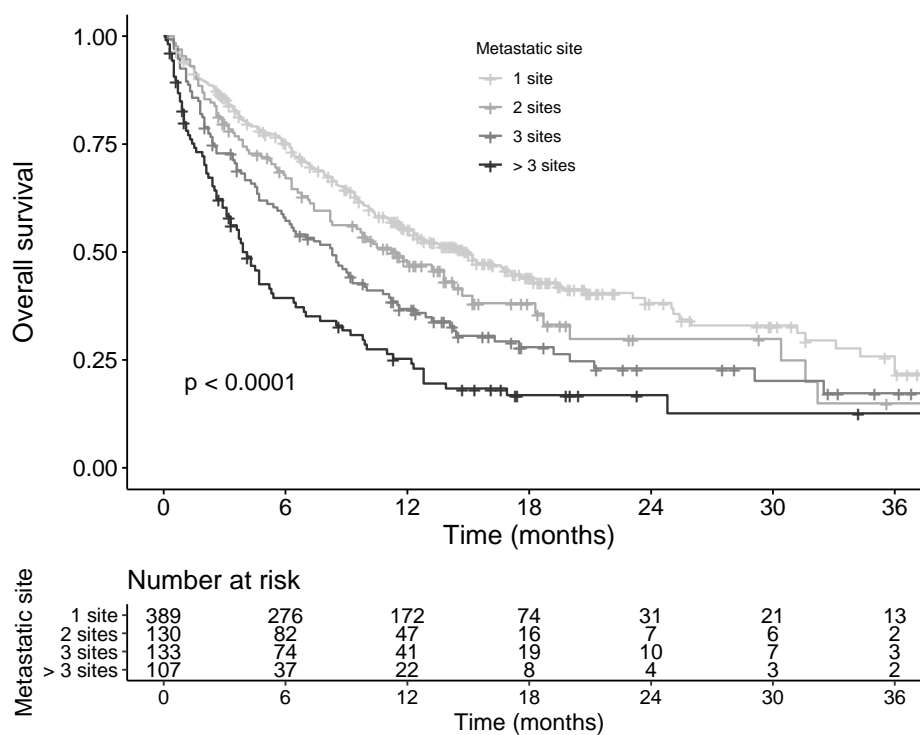 Overall survival
1.00
0.75
0.50
0.25
0.00
Metastatic site
1 site
2 sites
3 sites
> 3 sites
p < 0.0001
0 6 12 18 24 30 36
Time (months)
Number at risk
Metastatic site
1 site 389 276 172 74 31 21 13
2 sites 130 82 47 16 7 6 2
3 sites 133 74 41 19 10 7 3
> 3 sites 107 37 22 8 4 3 2
0 6 12 18 24 30 36
Time (months)